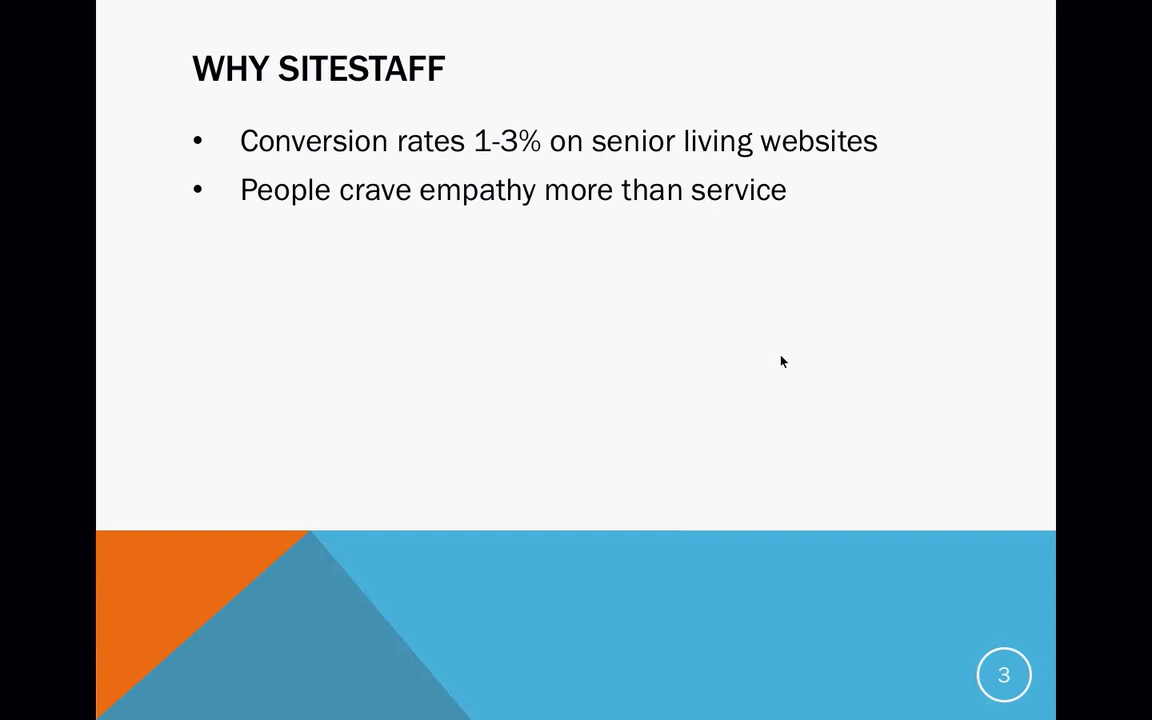 WHY SITESTAFF
• Conversion rates 1-3% on senior living websites
• People crave empathy more than service
3